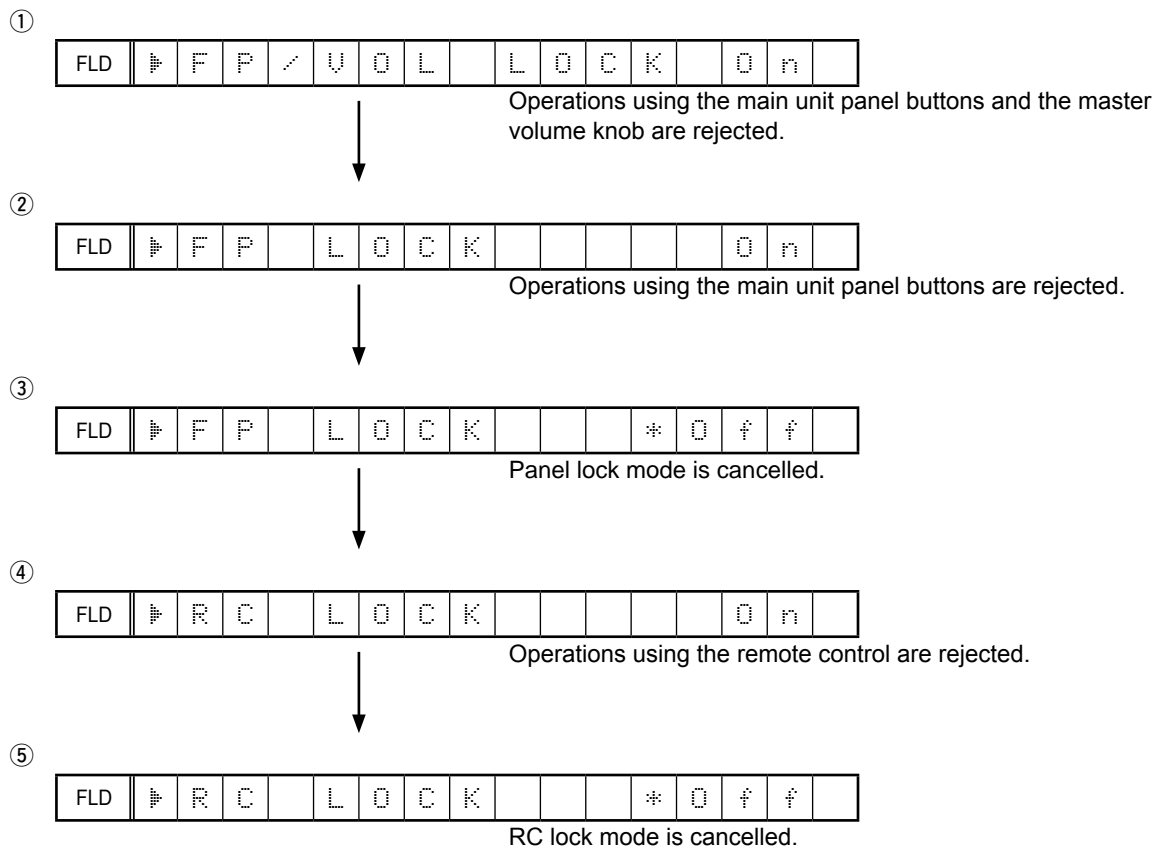 ①
FLD ▶FP/VOL LOCK On
Operations using the main unit panel buttons and the master
volume knob are rejected.
②
FLD ▶FP LOCK On
Operations using the main unit panel buttons are rejected.
③
FLD ▶FP LOCK *Off
Panel lock mode is cancelled.
④
FLD ▶RC LOCK On
Operations using the remote control are rejected.
⑤
FLD ▶RC LOCK *Off
RC lock mode is cancelled.